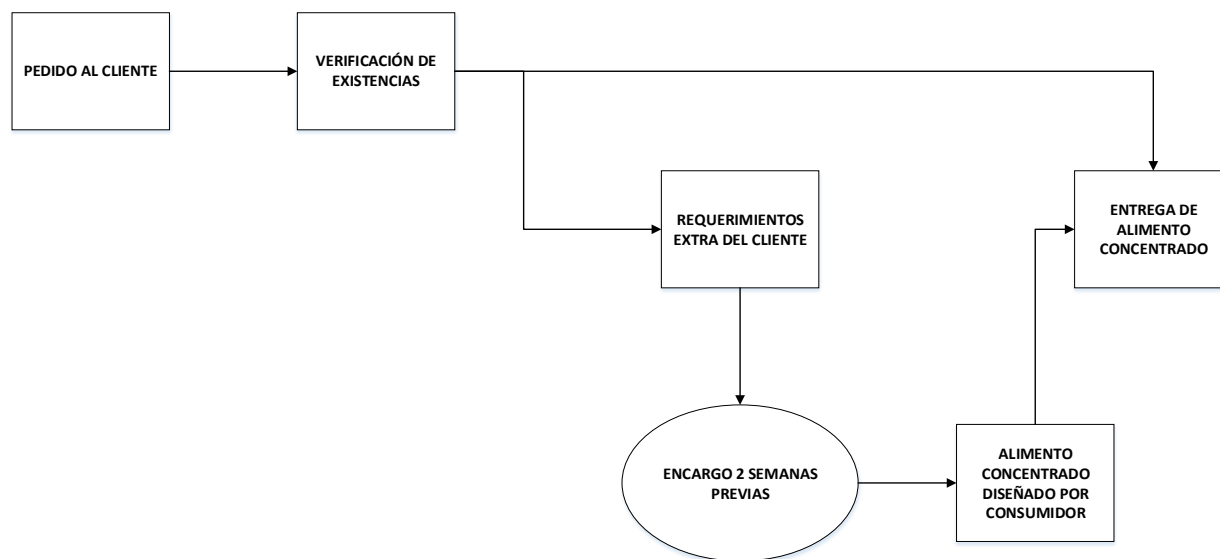 PEDIDO AL CLIENTE
VERIFICACIÓN DE
EXISTENCIAS
REQUERIMIENTOS
EXTRA DEL CLIENTE
ENTREGA DE
ALIMENTO
CONCENTRADO
ENCARGO 2 SEMANAS
PREVIAS
ALIMENTO
CONCENTRADO
DISEÑADO POR
CONSUMIDOR